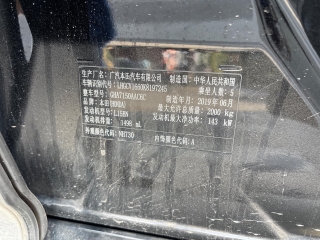 生产厂名：广汽本田汽车有限公司 制造国：中华人民共和国
车辆识别代号：LHGCV1660K8197245 乘坐人数：5
整车型号：GHA7150AAC6C 制造年月：2019年06月
品牌：本田(HONDA) 最大允许总质量：2000 kg
发动机型号：L15BN 发动机最大净功率：143 kW
发动机排量：1498 mL
外饰颜色代码：NH730 内饰颜色代码：A